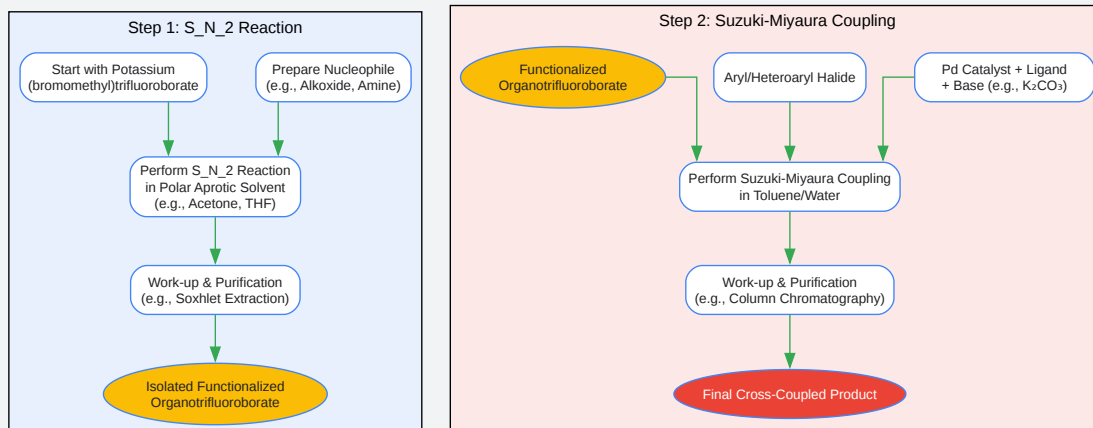 Step 1: S_N_2 Reaction
Start with Potassium
(bromomethyl)trifluoroborate
Prepare Nucleophile
(e.g., Alkoxide, Amine)
Perform S_N_2 Reaction
in Polar Aprotic Solvent
(e.g., Acetone, THF)
Work-up & Purification
(e.g., Soxhlet Extraction)
Isolated Functionalized
Organotrifluoroborate
Step 2: Suzuki-Miyaura Coupling
Functionalized
Organotrifluoroborate
Aryl/Heteroaryl Halide
Pd Catalyst + Ligand
+ Base (e.g., K₂CO₃)
Perform Suzuki-Miyaura Coupling
in Toluene/Water
Work-up & Purification
(e.g., Column Chromatography)
Final Cross-Coupled Product